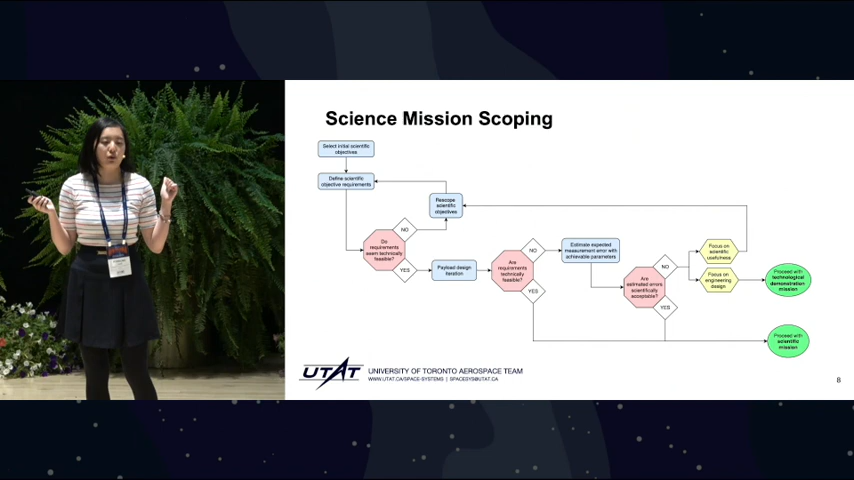 Science Mission Scoping
Select initial scientific
objectives
Define scientific
objective requirements
Rescope
scientific
objectives
NO
Do
requirements
seem technically
feasible?
YES
Payload design
iteration
Are
requirements
technically
feasible?
NO
YES
Estimate expected
measurement error with
achievable parameters
Are
estimated errors
scientifically
acceptable?
NO
YES
Focus on
scientific
usefulness
Focus on
engineering
design
Proceed with
technological
demonstration
mission
Proceed with
scientific
mission
UTAT
UNIVERSITY OF TORONTO AEROSPACE TEAM
WWW.UTAT.CA/SPACE-SYSTEMS | SPACESYS@UTAT.CA
8